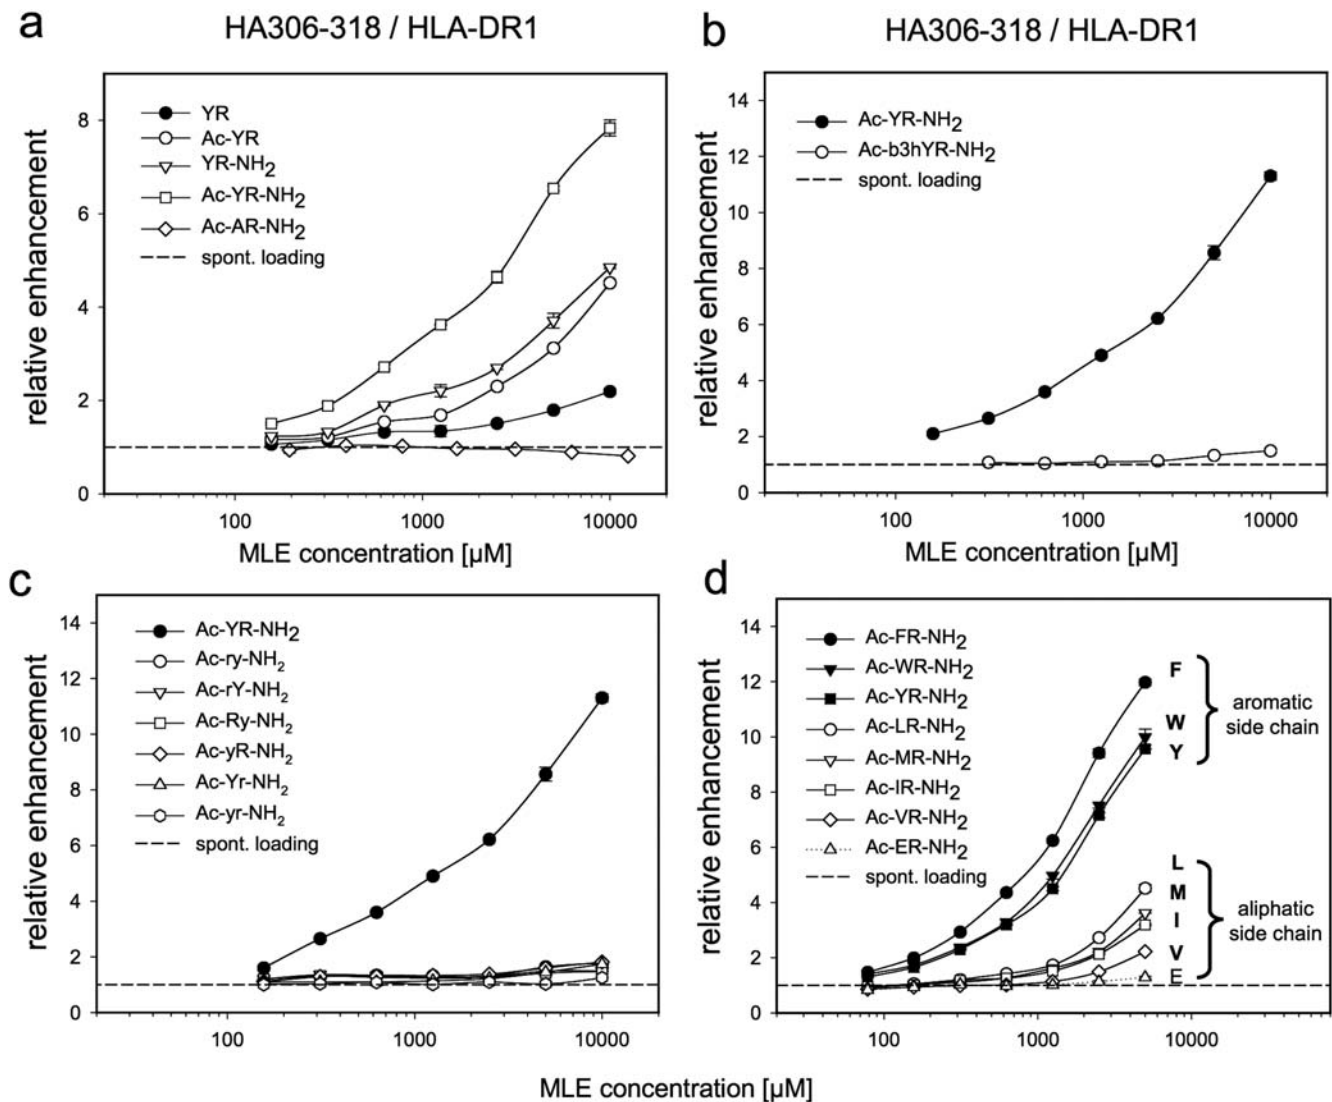 a
HA306-318 / HLA-DR1
relative enhancement
8
6
4
2
0
YR
Ac-YR
YR-NH2
Ac-YR-NH2
Ac-AR-NH2
spont. loading
100 1000 10000
MLE concentration [µM]
b
HA306-318 / HLA-DR1
relative enhancement
14
12
10
8
6
4
2
0
Ac-YR-NH2
Ac-b3hYR-NH2
spont. loading
100 1000 10000
MLE concentration [µM]
c
relative enhancement
14
12
10
8
6
4
2
0
Ac-YR-NH2
Ac-ry-NH2
Ac-rY-NH2
Ac-Ry-NH2
Ac-yR-NH2
Ac-Yr-NH2
Ac-yr-NH2
spont. loading
100 1000 10000
d
relative enhancement
14
12
10
8
6
4
2
0
Ac-FR-NH2
Ac-WR-NH2
Ac-YR-NH2
Ac-LR-NH2
Ac-MR-NH2
Ac-IR-NH2
Ac-VR-NH2
Ac-ER-NH2
spont. loading
F
W
Y
aromatic
side chain
L
M
I
V
E
aliphatic
side chain
100 1000 10000
MLE concentration [µM]